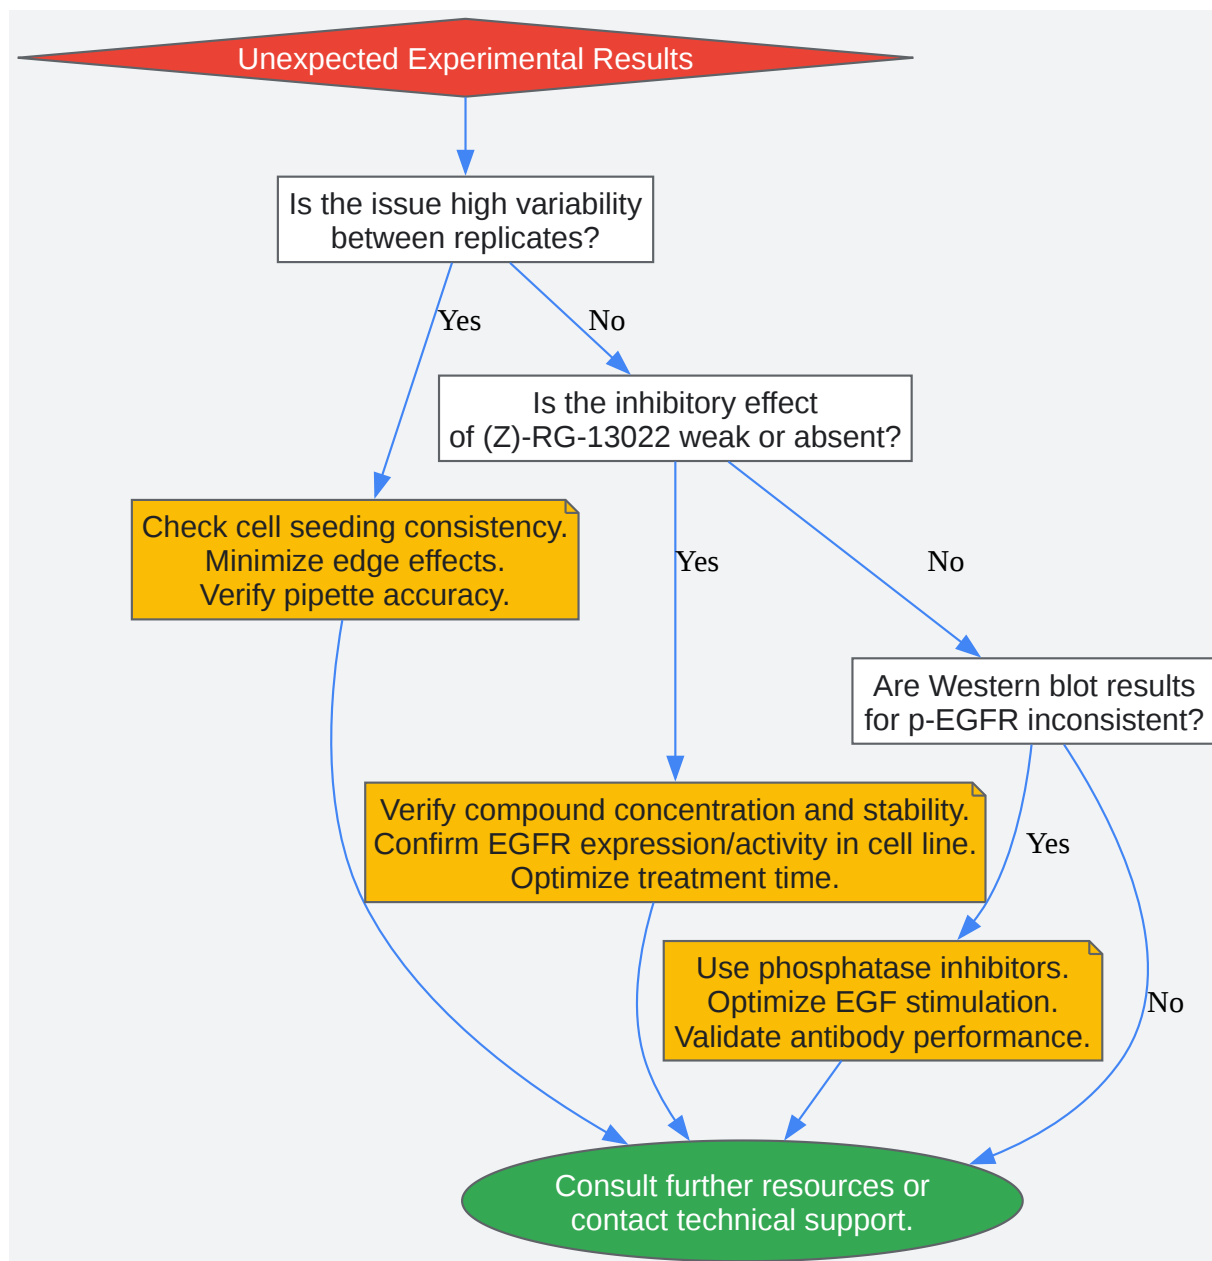 Unexpected Experimental Results
Is the issue high variability
between replicates?
Yes
No
Is the inhibitory effect
of (Z)-RG-13022 weak or absent?
Check cell seeding consistency.
Minimize edge effects.
Verify pipette accuracy.
Yes
No
Are Western blot results
for p-EGFR inconsistent?
Verify compound concentration and stability.
Confirm EGFR expression/activity in cell line.
Optimize treatment time.
Yes
Use phosphatase inhibitors.
Optimize EGF stimulation.
Validate antibody performance.
No
Consult further resources or
contact technical support.